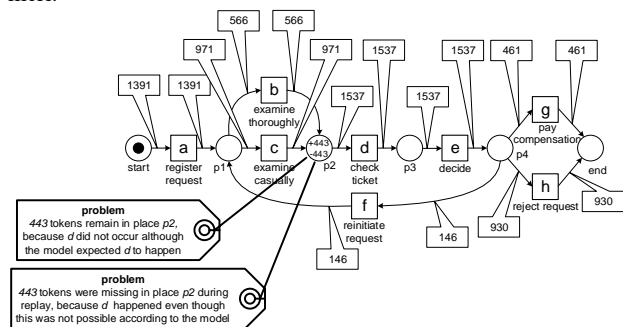 566
566
971
971
1537
1537
461
461
1391
1391
1537
1537
b
g
examine
thoroughly
pay
compensation
a
c
+443
-443
d
e
start
register
request
p1
examine
casually
p2
check
ticket
p3
decide
p4
end
h
reject request
f
reinitiate
request
930
930
146
146
problem
443 tokens remain in place p2,
because d did not occur although
the model expected d to happen
problem
443 tokens were missing in place p2 during
replay, because d happened even though
this was not possible according to the model